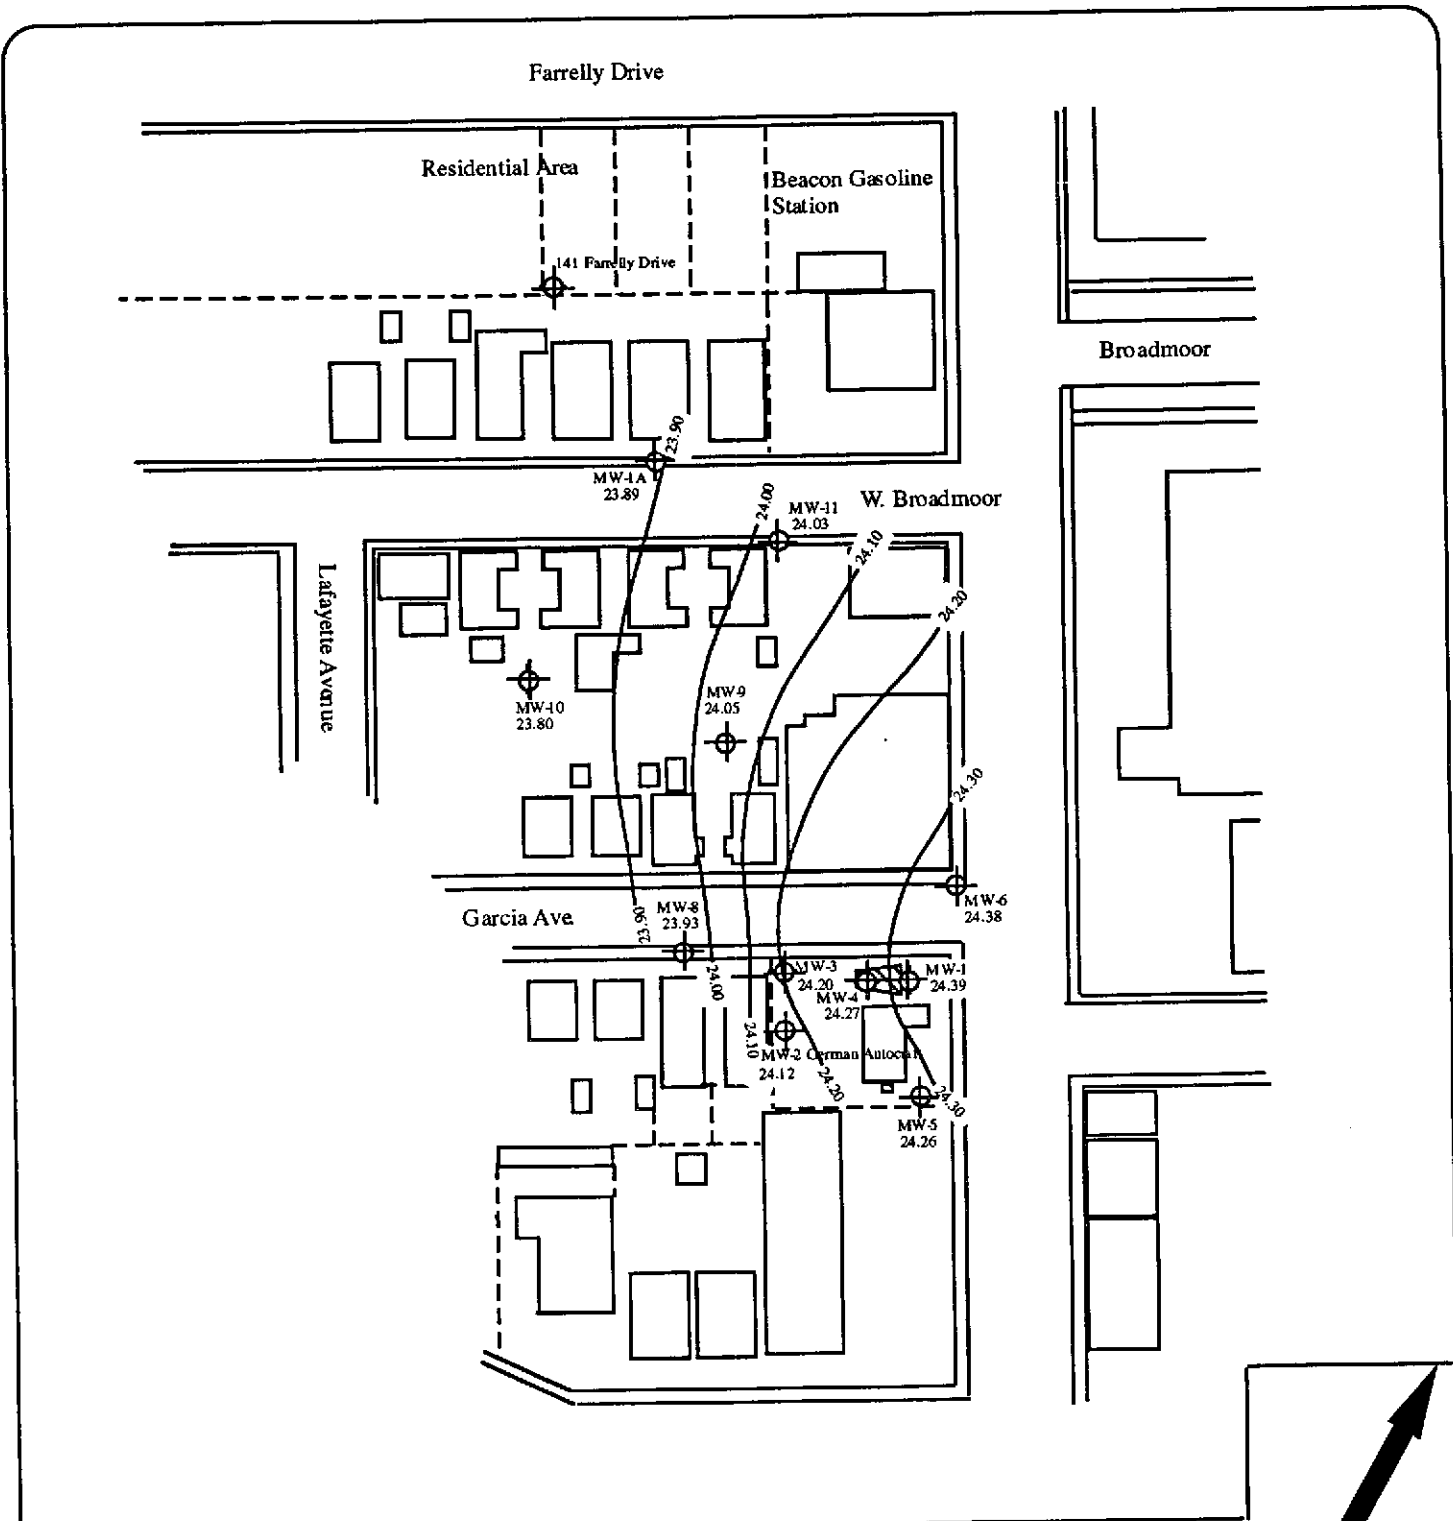 Farrelly Drive
Residential Area
Beacon Gasoline
Station
141 Farrelly Drive
Broadmoor
23.90
MW-1A
23.89
24.00
W. Broadmoor
MW-11
24.03
24.10
Lafayette Avenue
24.20
MW-9
24.05
MW-10
23.80
24.30
MW-6
24.38
Garcia Ave
23.90
MW-8
23.93
MW-3
24.20
MW-1
24.39
24.00
MW-4
24.27
24.10
MW-2
24.12
German Autocraft
24.20
24.30
MW-5
24.26